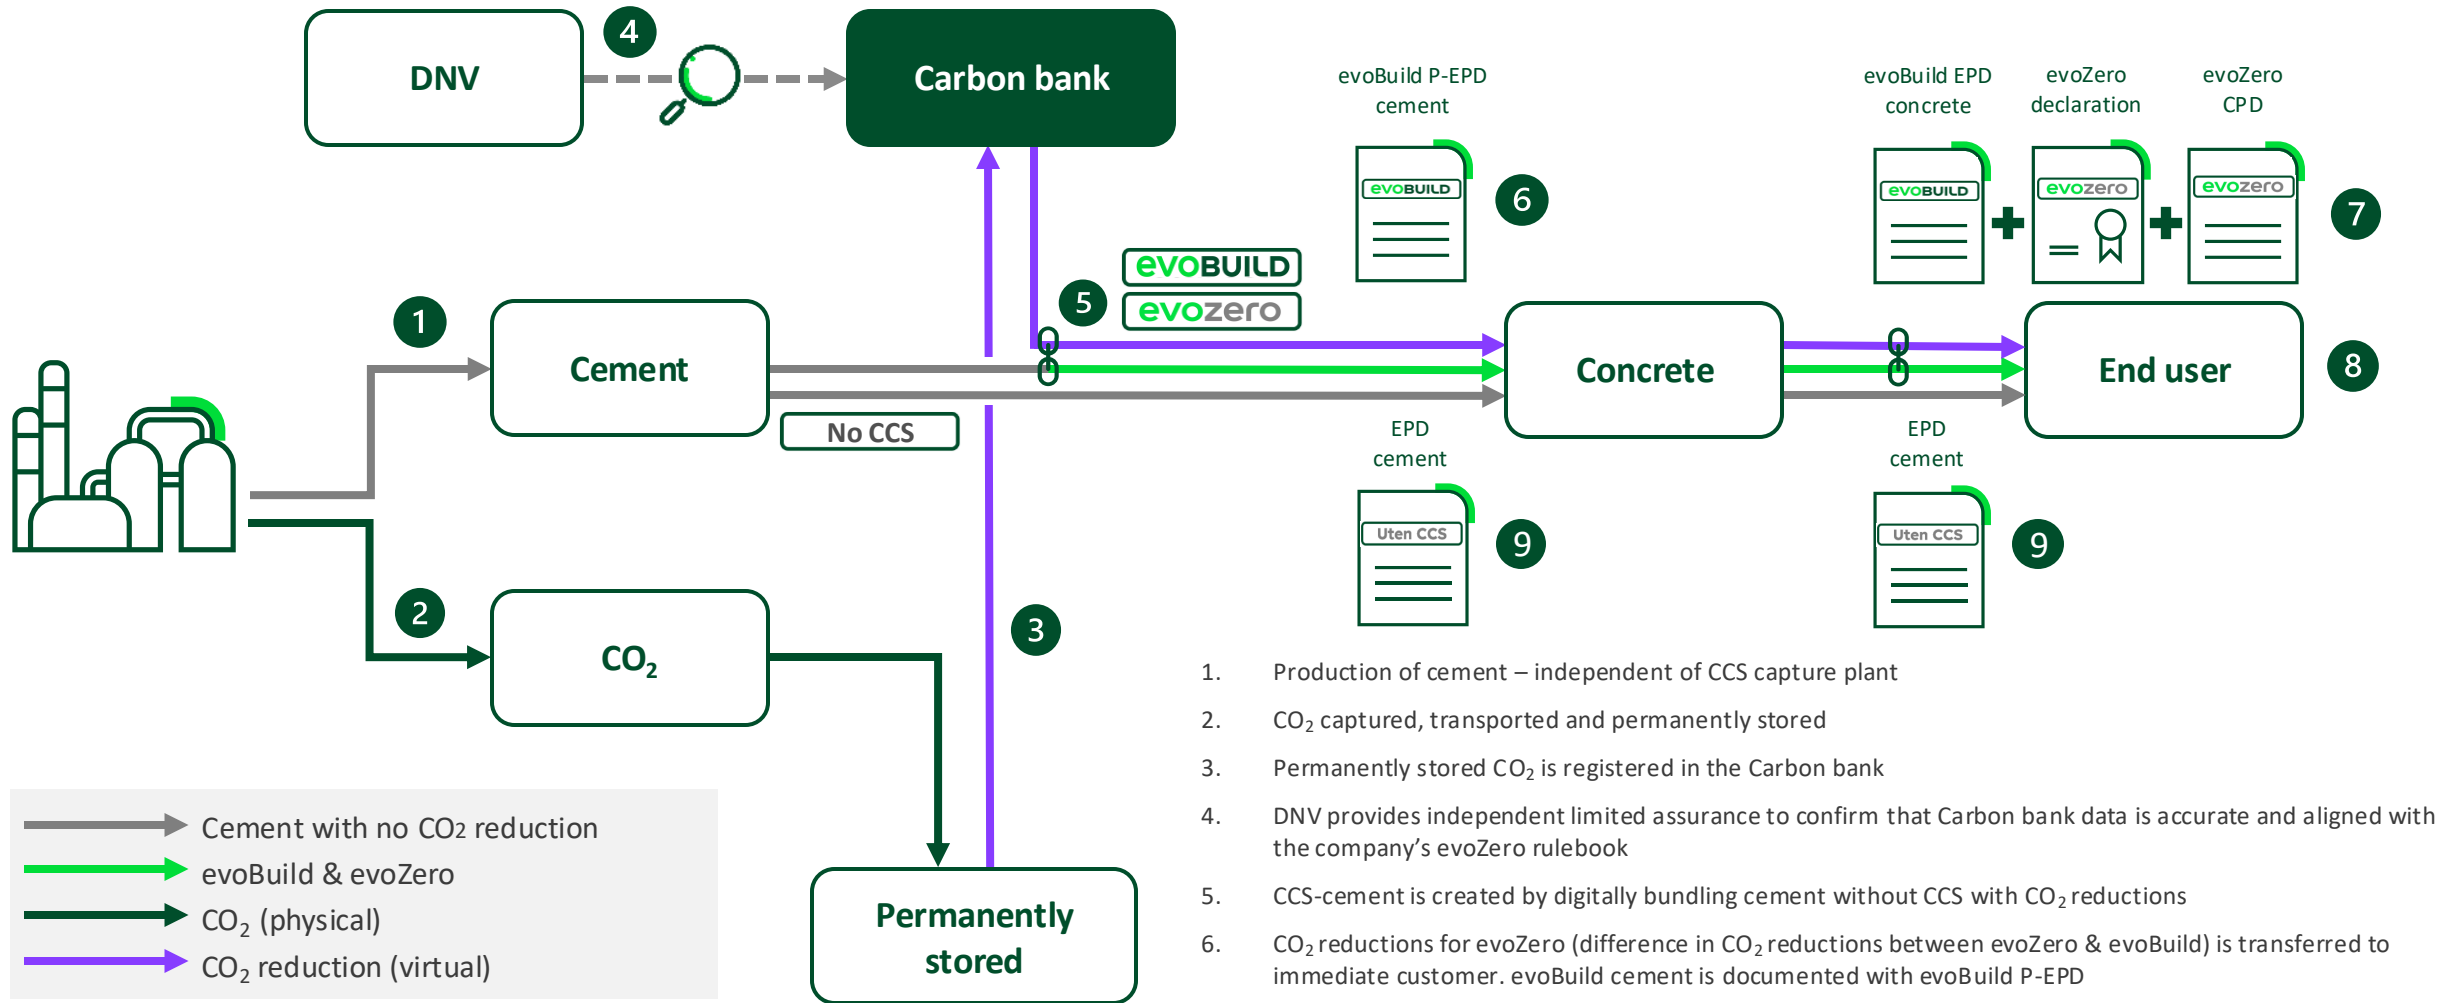 DNV
4
Carbon bank
evoBuild P-EPD
cement
evoBUILD
6
evoBuild EPD
concrete
evoBUILD
evoZero
declaration
evozero
evoZero
CPD
evozero
7
1
Cement
No CCS
5
evoBUILD
evozero
Concrete
End user
8
EPD
cement
Uten CCS
9
EPD
cement
Uten CCS
9
2
CO₂
3
Permanently
stored
Cement with no CO2 reduction
evoBuild & evoZero
CO₂ (physical)
CO₂ reduction (virtual)
1. Production of cement – independent of CCS capture plant
2. CO₂ captured, transported and permanently stored
3. Permanently stored CO₂ is registered in the Carbon bank
4. DNV provides independent limited assurance to confirm that Carbon bank data is accurate and aligned with
the company’s evoZero rulebook
5. CCS-cement is created by digitally bundling cement without CCS with CO₂ reductions
6. CO₂ reductions for evoZero (difference in CO₂ reductions between evoZero & evoBuild) is transferred to
immediate customer. evoBuild cement is documented with evoBuild P-EPD